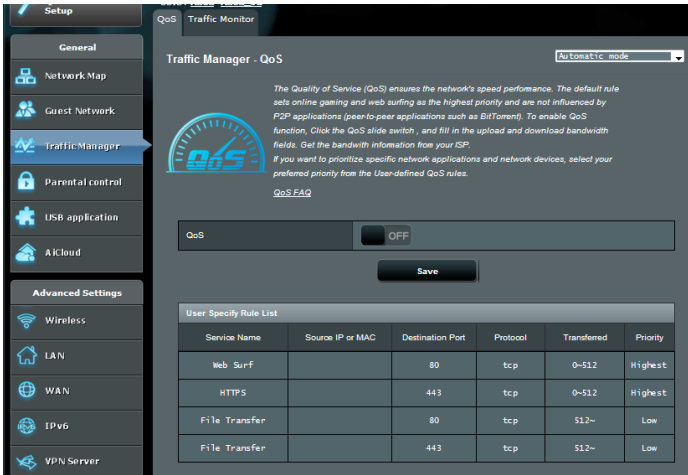 Setup
QoS
Traffic Monitor
General
Network Map
Guest Network
Traffic Manager
Parental control
USB application
AiCloud
Advanced Settings
Wireless
LAN
WAN
IPv6
VPN Server
Traffic Manager - QoS
Automatic mode
The Quality of Service (QoS) ensures the network's speed perfomance. The default rule
sets online gaming and web surfing as the highest priority and are not influenced by
P2P applications (peer-to-peer applications such as BitTorrent). To enable QoS
function, Click the QoS slide switch , and fill in the upload and download bandwidth
fields. Get the bandwith information from your ISP.
If you want to prioritize specific network applications and network devices, select your
preferred priority from the User-defined QoS rules.
QoS
QoS FAQ
QoS
OFF
Save
User Specify Rule List
Service Name Source IP or MAC Destination Port Protocol Transferred Priority
Web Surf 80 tcp 0~512 Highest
HTTPS 443 tcp 0~512 Highest
File Transfer 80 tcp 512~ Low
File Transfer 443 tcp 512~ Low